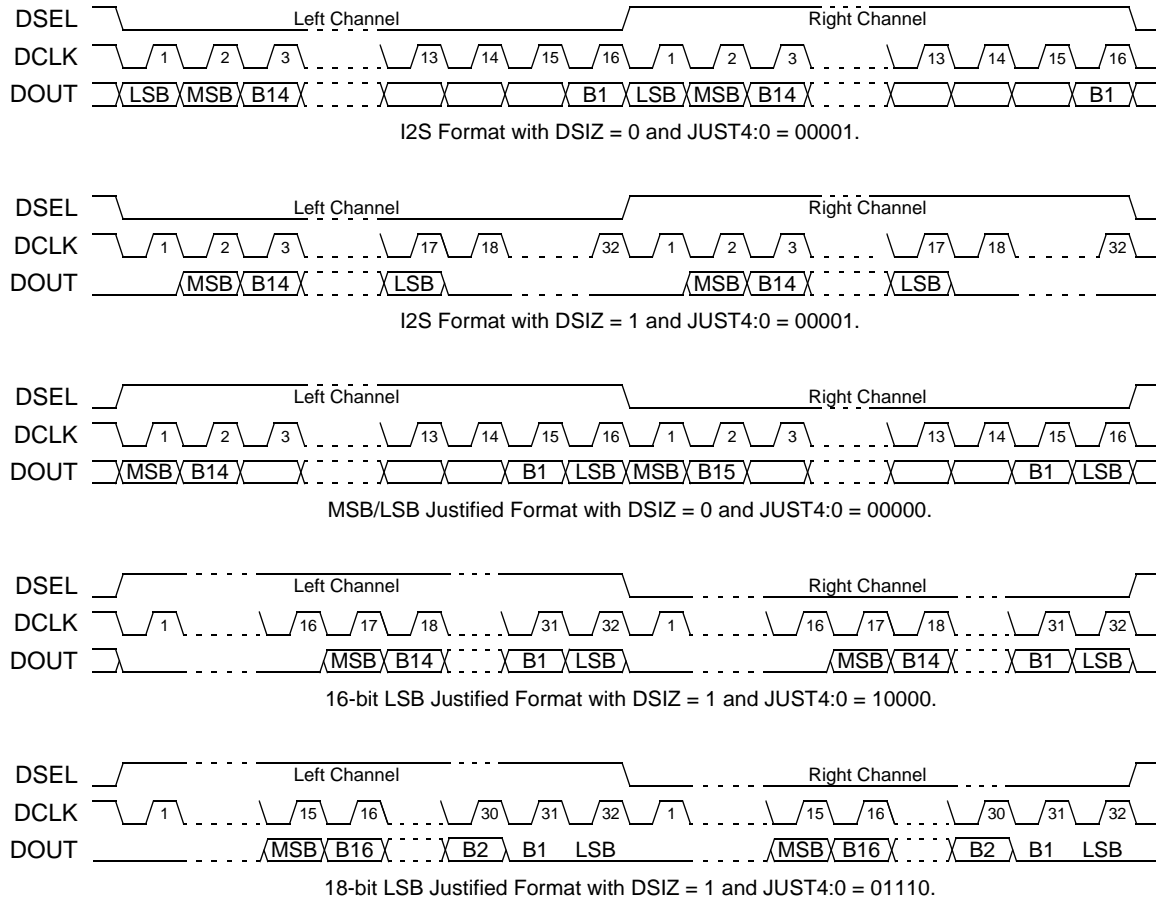 DSEL Left Channel Right Channel
DCLK 1 2 3 13 14 15 16 1 2 3 13 14 15 16
DOUT LSB MSB B14 B1 LSB MSB B14 B1
I2S Format with DSIZ = 0 and JUST4:0 = 00001.
DSEL Left Channel Right Channel
DCLK 1 2 3 17 18 32 1 2 3 17 18 32
DOUT MSB B14 LSB MSB B14 LSB
I2S Format with DSIZ = 1 and JUST4:0 = 00001.
DSEL Left Channel Right Channel
DCLK 1 2 3 13 14 15 16 1 2 3 13 14 15 16
DOUT MSB B14 B1 LSB MSB B15 B1 LSB
MSB/LSB Justified Format with DSIZ = 0 and JUST4:0 = 00000.
DSEL Left Channel Right Channel
DCLK 1 16 17 18 31 32 1 16 17 18 31 32
DOUT MSB B14 B1 LSB MSB B14 B1 LSB
16-bit LSB Justified Format with DSIZ = 1 and JUST4:0 = 10000.
DSEL Left Channel Right Channel
DCLK 1 15 16 30 31 32 1 15 16 30 31 32
DOUT MSB B16 B2 B1 LSB MSB B16 B2 B1 LSB
18-bit LSB Justified Format with DSIZ = 1 and JUST4:0 = 01110.